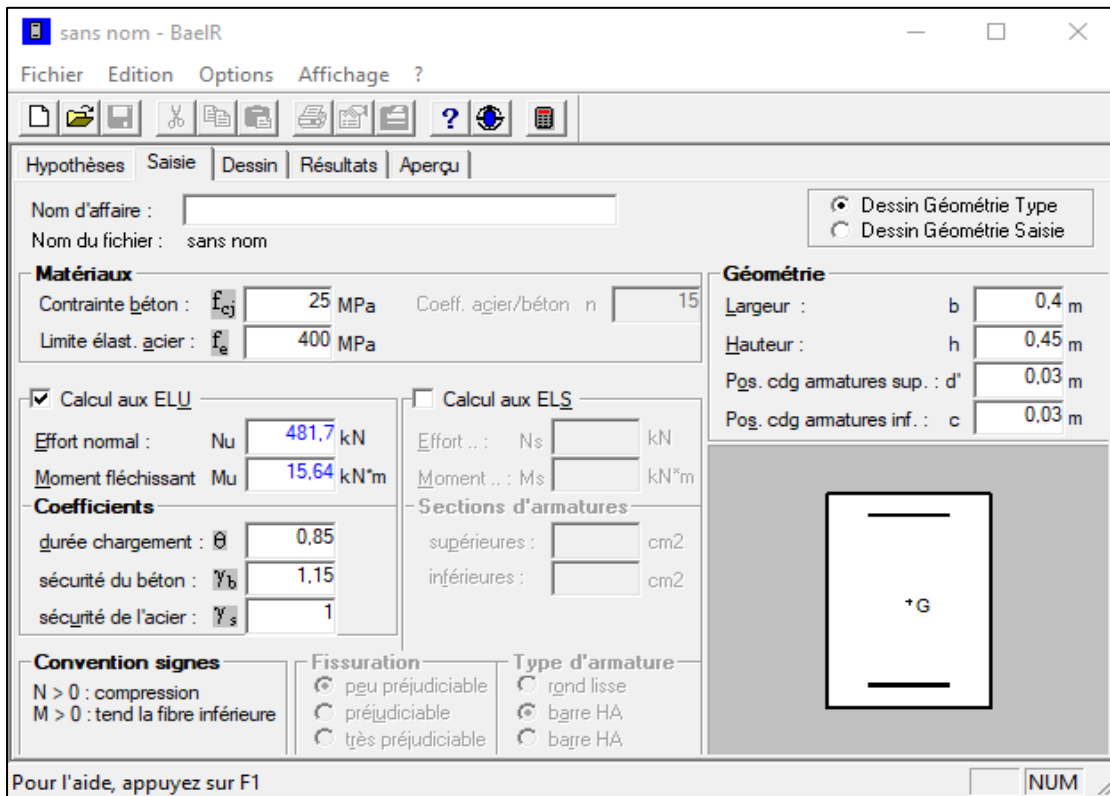 sans nom - BaelR
Fichier Edition Options Affichage ?
Hypothèses Saisie Dessin Résultats Aperçu
Nom d'affaire :
Nom du fichier : sans nom
Dessin Géométrie Type
Dessin Géométrie Saisie
Matériaux
Contrainte béton : fcj 25 MPa Coeff. acier/béton n 15
Limite élast. acier : fe 400 MPa
Géométrie
Largeur : b 0,4 m
Hauteur : h 0,45 m
Pos. cdg armatures sup. : d' 0,03 m
Pos. cdg armatures inf. : c 0,03 m
Calcul aux ELU
Effort normal : Nu 481,7 kN
Moment fléchissant Mu 15,64 kN*m
Coefficients
durée chargement : θ 0,85
sécurité du béton : γb 1,15
sécurité de l'acier : γs 1
Calcul aux ELS
Effort .. : Ns kN
Moment .. : Ms kN*m
Sections d'armatures
supérieures : cm2
inférieures : cm2
+G
Convention signes
N > 0 : compression
M > 0 : tend la fibre inférieure
Fissuration
peu préjudiciable
préjudiciable
très préjudiciable
Type d'armature
rond lisse
barre HA
barre HA
Pour l'aide, appuyez sur F1 NUM